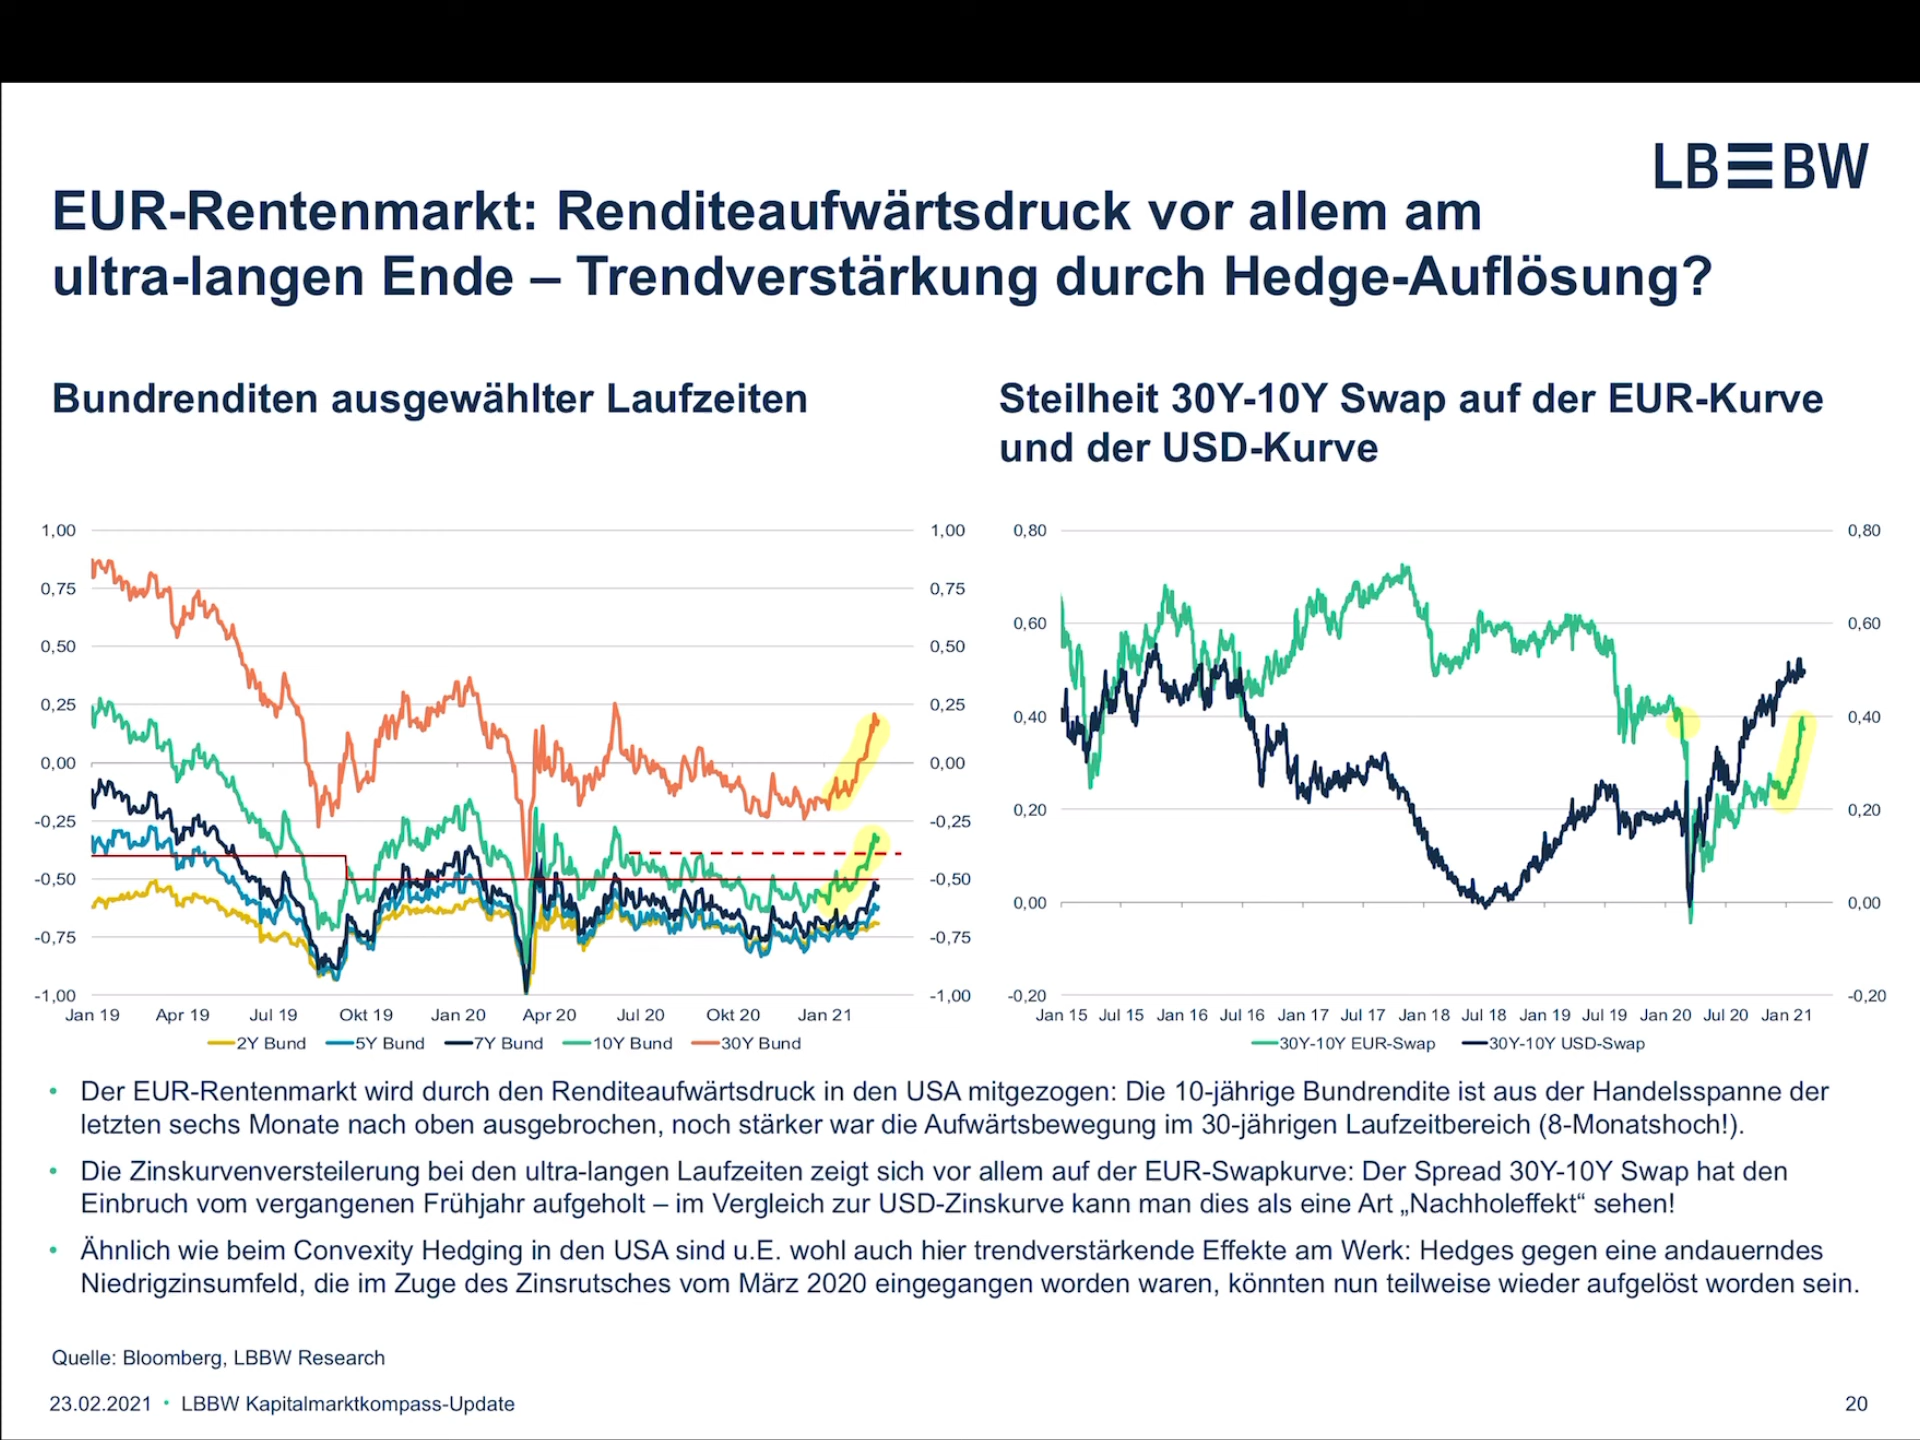 LBBW
EUR-Rentenmarkt: Renditeaufwärtsdruck vor allem am
ultra-langen Ende – Trendverstärkung durch Hedge-Auflösung?
Bundrenditen ausgewählter Laufzeiten
1,00
0,75
0,50
0,25
0,00
-0,25
-0,50
-0,75
-1,00
1,00
0,75
0,50
0,25
0,00
-0,25
-0,50
-0,75
-1,00
Jan 19 Apr 19 Jul 19 Okt 19 Jan 20 Apr 20 Jul 20 Okt 20 Jan 21
2Y Bund 5Y Bund 7Y Bund 10Y Bund 30Y Bund
Steilheit 30Y-10Y Swap auf der EUR-Kurve
und der USD-Kurve
0,80
0,60
0,40
0,20
0,00
-0,20
0,80
0,60
0,40
0,20
0,00
-0,20
Jan 15 Jul 15 Jan 16 Jul 16 Jan 17 Jul 17 Jan 18 Jul 18 Jan 19 Jul 19 Jan 20 Jul 20 Jan 21
30Y-10Y EUR-Swap 30Y-10Y USD-Swap
• Der EUR-Rentenmarkt wird durch den Renditeaufwärtsdruck in den USA mitgezogen: Die 10-jährige Bundrendite ist aus der Handelsspanne der
letzten sechs Monate nach oben ausgebrochen, noch stärker war die Aufwärtsbewegung im 30-jährigen Laufzeitbereich (8-Monatshoch!).
• Die Zinskurvenversteilerung bei den ultra-langen Laufzeiten zeigt sich vor allem auf der EUR-Swapkurve: Der Spread 30Y-10Y Swap hat den
Einbruch vom vergangenen Frühjahr aufgeholt – im Vergleich zur USD-Zinskurve kann man dies als eine Art „Nachholeffekt“ sehen!
• Ähnlich wie beim Convexity Hedging in den USA sind u.E. wohl auch hier trendverstärkende Effekte am Werk: Hedges gegen eine andauerndes
Niedrigzinsumfeld, die im Zuge des Zinsrutsches vom März 2020 eingegangen worden waren, könnten nun teilweise wieder aufgelöst worden sein.
Quelle: Bloomberg, LBBW Research
23.02.2021 • LBBW Kapitalmarktkompass-Update
20